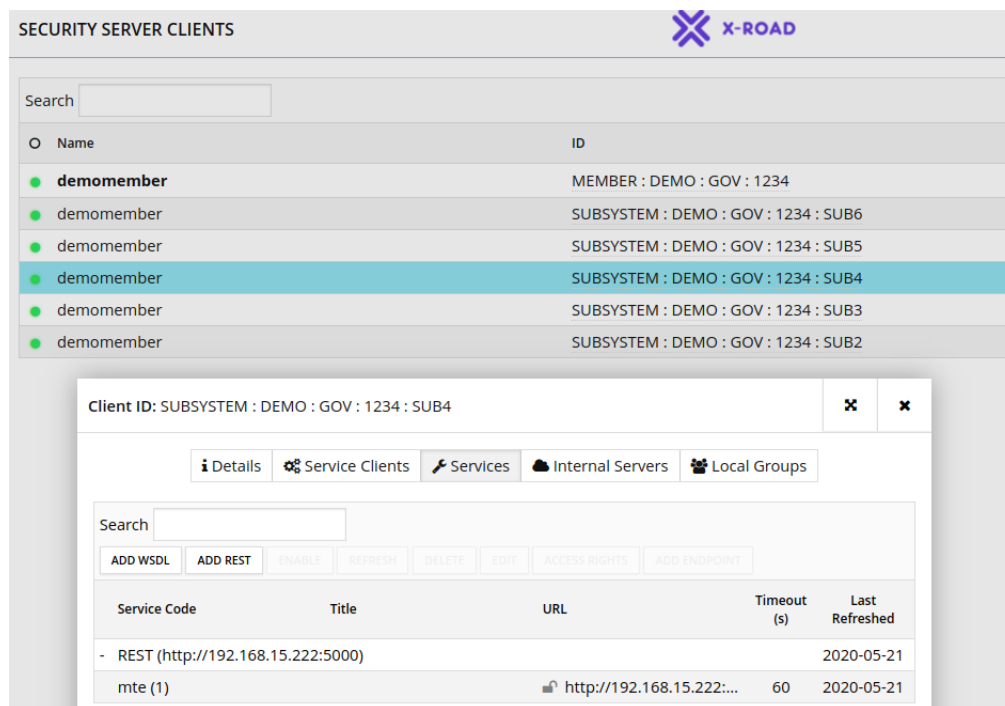 SECURITY SERVER CLIENTS X-ROAD
Search
Name ID
demomember MEMBER : DEMO : GOV : 1234
demomember SUBSYSTEM : DEMO : GOV : 1234 : SUB6
demomember SUBSYSTEM : DEMO : GOV : 1234 : SUB5
demomember SUBSYSTEM : DEMO : GOV : 1234 : SUB4
demomember SUBSYSTEM : DEMO : GOV : 1234 : SUB3
demomember SUBSYSTEM : DEMO : GOV : 1234 : SUB2
Client ID: SUBSYSTEM : DEMO : GOV : 1234 : SUB4
Details Service Clients Services Internal Servers Local Groups
Search
ADD WSDL ADD REST ENABLE REFRESH DELETE EDIT ACCESS RIGHTS ADD ENDPOINT
Service Code Title URL Timeout (s) Last Refreshed
- REST (http://192.168.15.222:5000) 2020-05-21
mte (1) http://192.168.15.222:... 60 2020-05-21